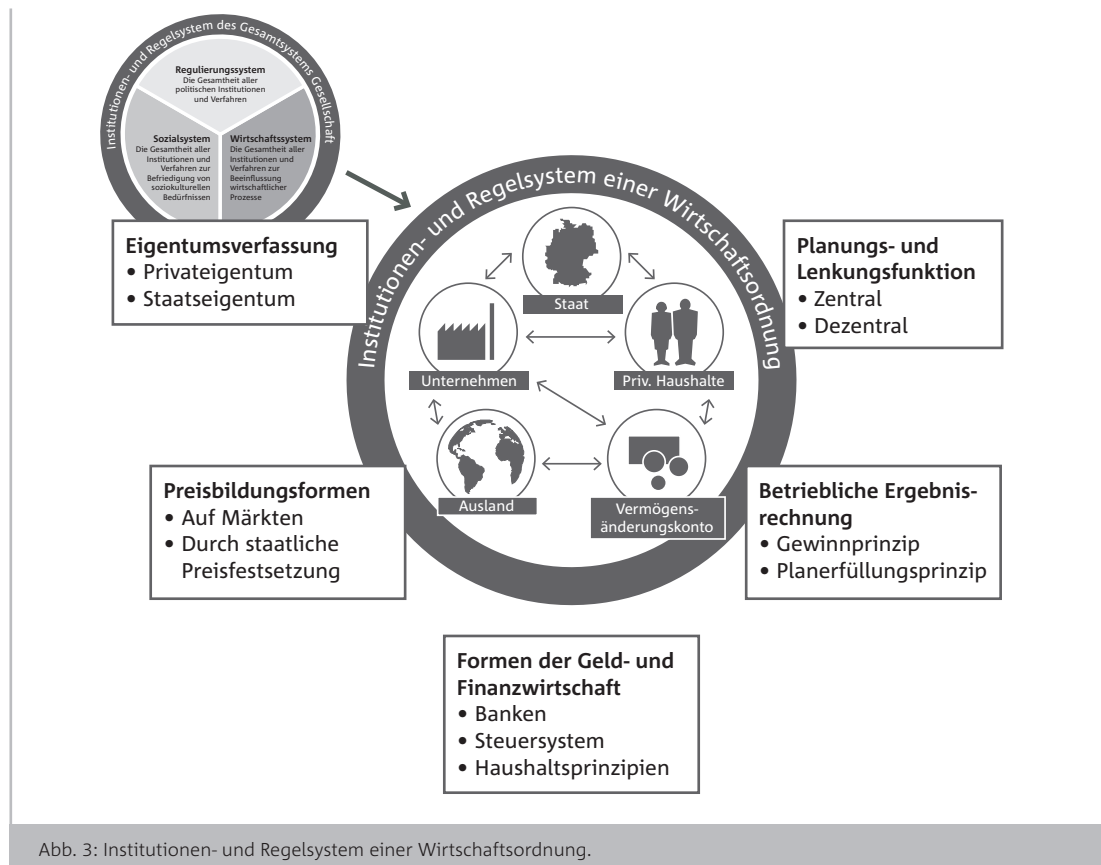 Institutionen- und Regelsystem des Gesamtsystems Gesellschaft
Regulierungssystem
Die Gesamtheit aller
politischen Institutionen
und Verfahren
Sozialsystem
Die Gesamtheit aller
Institutionen und
Verfahren zur
Befriedigung von
soziokulturellen
Bedürfnissen
Wirtschaftssystem
Die Gesamtheit aller
Institutionen und
Verfahren zur
Beeinflussung
wirtschaftlicher
Prozesse
Institutionen- und Regelsystem einer Wirtschaftsordnung
Eigentumsverfassung
• Privateigentum
• Staatseigentum
Planungs- und
Lenkungsfunktion
• Zentral
• Dezentral
Staat
Unternehmen
Priv. Haushalte
Ausland
Vermögens-
änderungskonto
Preisbildungsformen
• Auf Märkten
• Durch staatliche
Preisfestsetzung
Betriebliche Ergebnis-
rechnung
• Gewinnprinzip
• Planerfüllungsprinzip
Formen der Geld- und
Finanzwirtschaft
• Banken
• Steuersystem
• Haushaltsprinzipien
Abb. 3: Institutionen- und Regelsystem einer Wirtschaftsordnung.